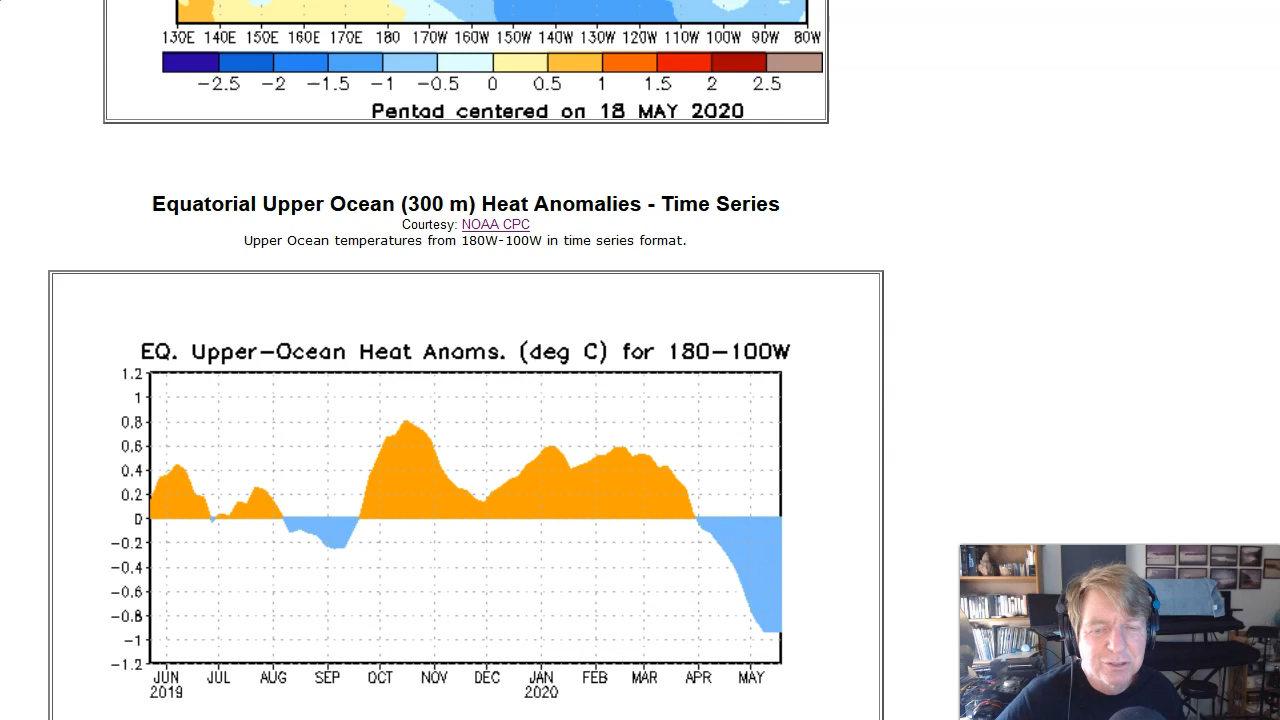 130E 140E 150E 160E 170E 180 170W 160W 150W 140W 130W 120W 110W 100W 90W 80W
−2.5 −2 −1.5 −1 −0.5 0 0.5 1 1.5 2 2.5
Pentad centered on 18 MAY 2020
Equatorial Upper Ocean (300 m) Heat Anomalies - Time Series
Courtesy: NOAA CPC
Upper Ocean temperatures from 180W-100W in time series format.
EQ. Upper−Ocean Heat Anoms. (deg C) for 180−100W
1.2
1
0.8
0.6
0.4
0.2
0
−0.2
−0.4
−0.6
−0.8
−1
−1.2
JUN JUL AUG SEP OCT NOV DEC JAN FEB MAR APR MAY
2019 2020